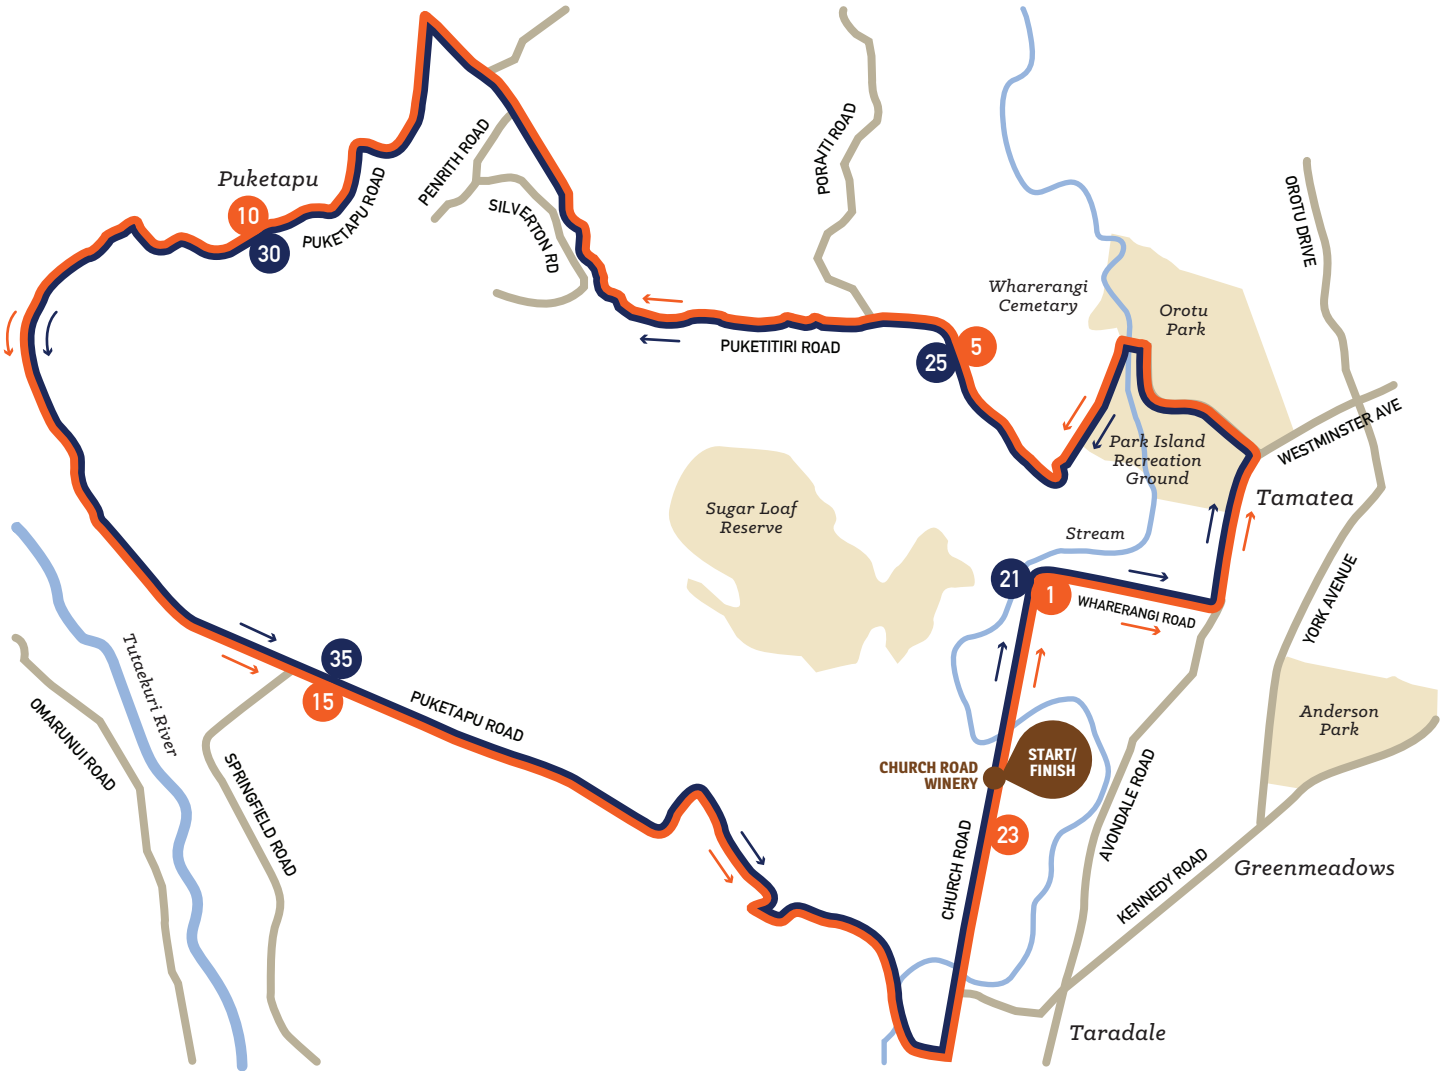 PENRITH ROAD
PORAITI ROAD
Puketapu
10
30
PUKETAPU ROAD
SILVERTON RD
OROTU DRIVE
Wharerangi
Cemetary
Orotu
Park
PUKETITIRI ROAD
25
5
WESTMINSTER AVE
Park Island
Recreation
Ground
Tamatea
Sugar Loaf
Reserve
Stream
21
1
WHARERANGI ROAD
YORK AVENUE
Tutaekuri River
35
15
PUKETAPU ROAD
OMARUNUI ROAD
SPRINGFIELD ROAD
Anderson
Park
START/
FINISH
CHURCH ROAD
WINERY
23
AVONDALE ROAD
CHURCH ROAD
KENNEDY ROAD
Greenmeadows
Taradale